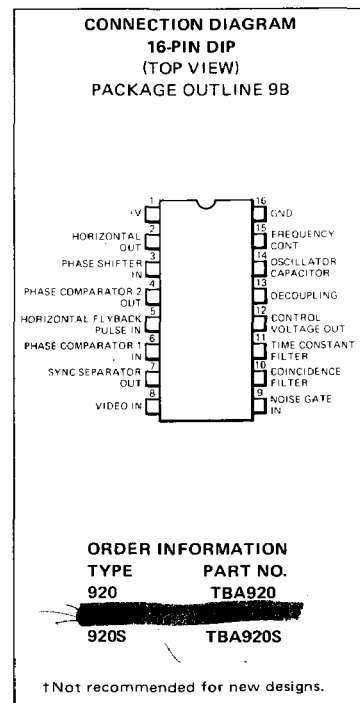 CONNECTION DIAGRAM
16-PIN DIP
(TOP VIEW)
PACKAGE OUTLINE 9B
1
+V
2
HORIZONTAL
OUT
3
PHASE SHIFTER
IN
4
PHASE COMPARATOR 2
OUT
5
HORIZONTAL FLYBACK
PULSE IN
6
PHASE COMPARATOR 1
IN
7
SYNC SEPARATOR
OUT
8
VIDEO IN
16
GND
15
FREQUENCY
CONT
14
OSCILLATOR
CAPACITOR
13
DECOUPLING
12
CONTROL
VOLTAGE OUT
11
TIME CONSTANT
FILTER
10
COINCIDENCE
FILTER
9
NOISE GATE
IN
ORDER INFORMATION
TYPE PART NO.
920 TBA920
920S TBA920S
†Not recommended for new designs.